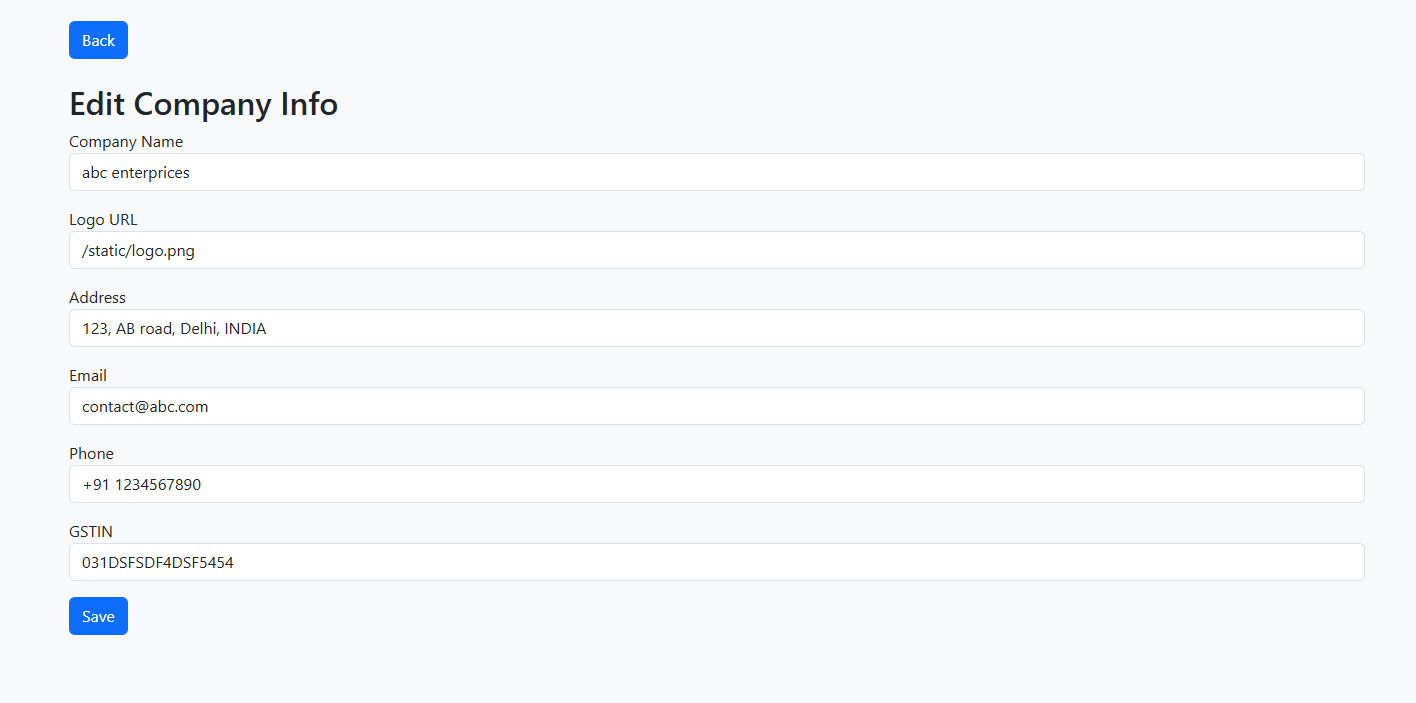 Back
Edit Company Info
Company Name
abc enterprices
Logo URL
/static/logo.png
Address
123, AB road, Delhi, INDIA
Email
contact@abc.com
Phone
+91 1234567890
GSTIN
031DSFSDF4DSF5454
Save